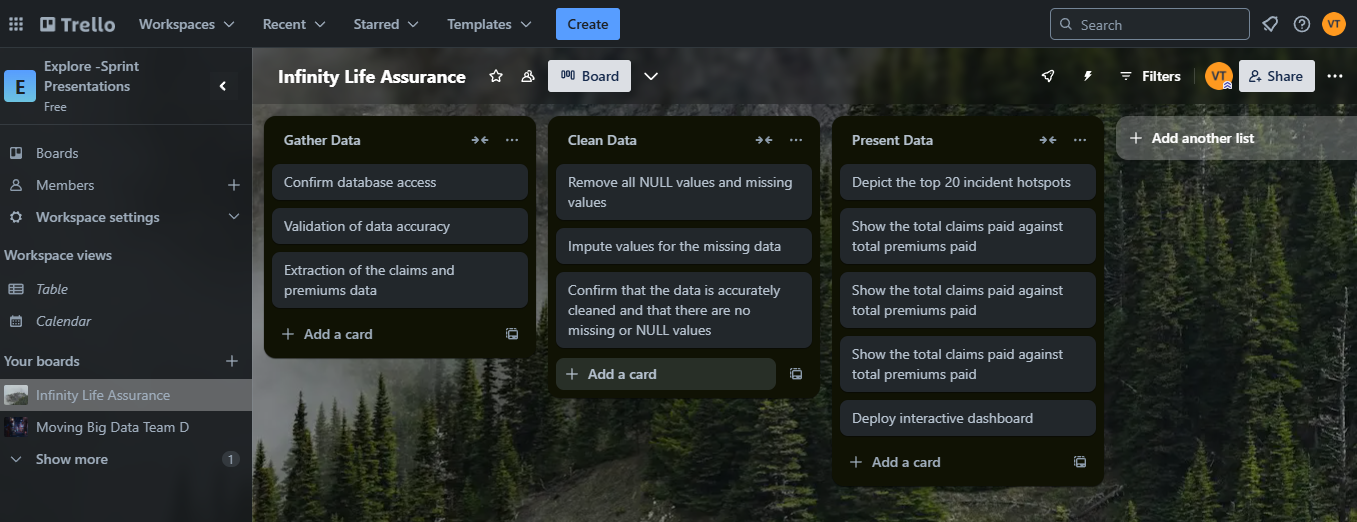 Trello
Workspaces
Recent
Starred
Templates
Create
Search
VT
E
Explore -Sprint
Presentations
Free
Infinity Life Assurance
Board
VT
Filters
Share
Boards
Members
Workspace settings
Workspace views
Table
Calendar
Your boards
Infinity Life Assurance
Moving Big Data Team D
Show more
1
Gather Data
Confirm database access
Validation of data accuracy
Extraction of the claims and
premiums data
Add a card
Clean Data
Remove all NULL values and missing
values
Impute values for the missing data
Confirm that the data is accurately
cleaned and that there are no
missing or NULL values
Add a card
Present Data
Depict the top 20 incident hotspots
Show the total claims paid against
total premiums paid
Show the total claims paid against
total premiums paid
Show the total claims paid against
total premiums paid
Deploy interactive dashboard
Add a card
Add another list